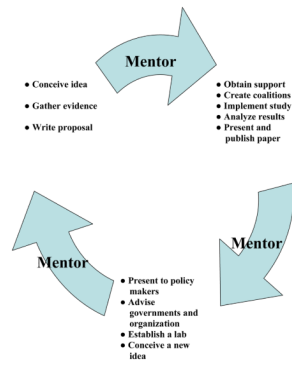 Mentor
● Conceive idea
● Gather evidence
● Write proposal
● Obtain support
● Create coalitions
● Implement study
● Analyze results
● Present and
publish paper
Mentor
Mentor
● Present to policy
makers
● Advise
governments and
organization
● Establish a lab
● Conceive a new
idea